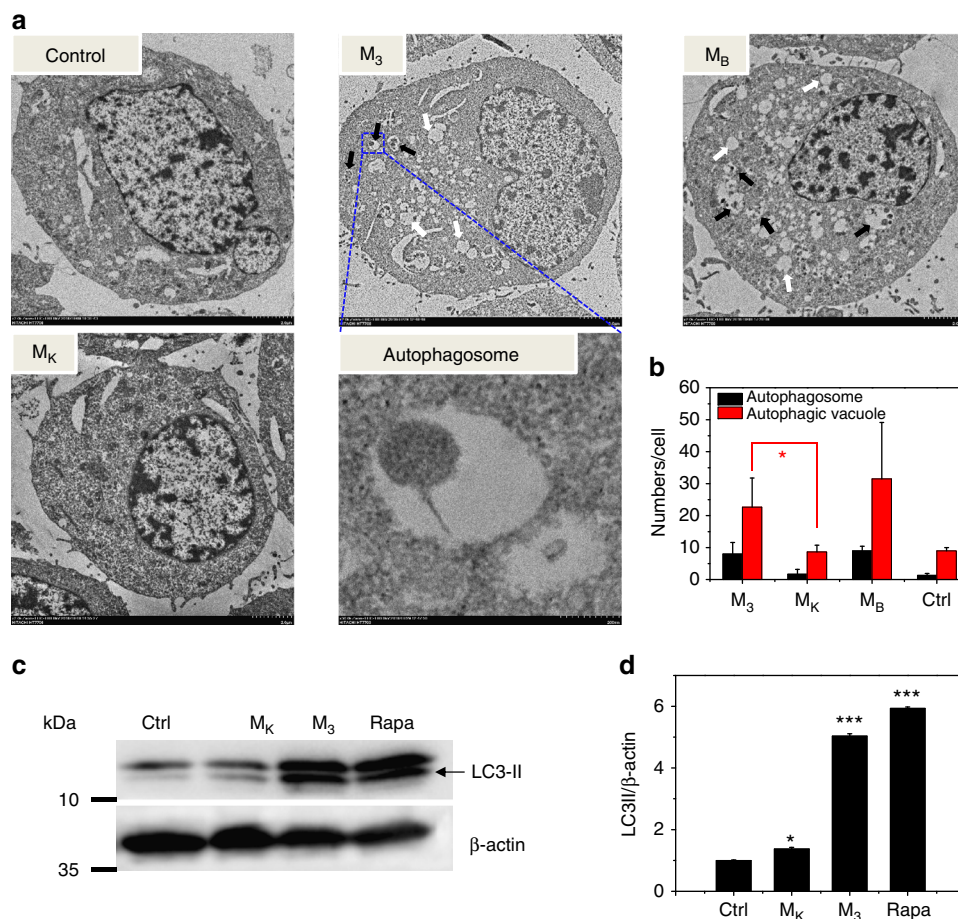 a
Control
M3
MB
MK
Autophagosome
b
Autophagosome
Autophagic vacuole
*
Numbers/cell
60
50
40
30
20
10
0
M3 MK MB Ctrl
c
kDa Ctrl MK M3 Rapa
LC3-II
10
β-actin
35
d
LC3II/β-actin
6
4
2
0
* *** ***
Ctrl MK M3 Rapa